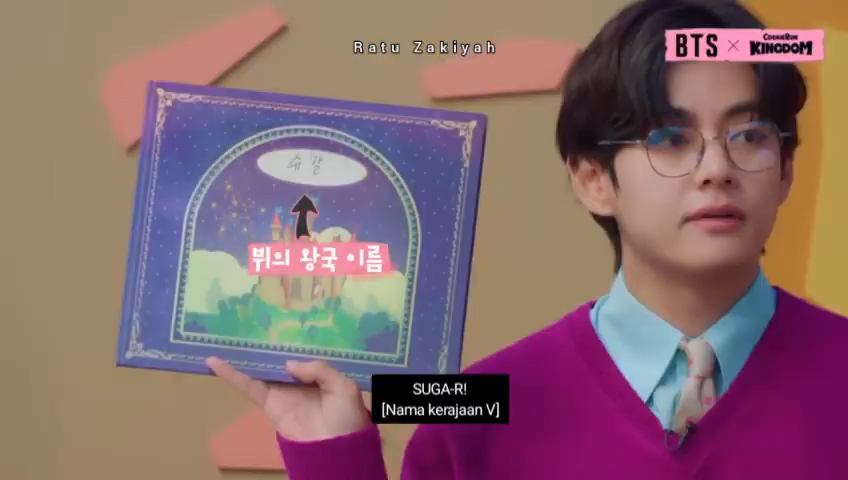 Ratu Zakiyah
BTS × COOKIERUN KINGDOM
슈갈
뷔의 왕국 이름
SUGA-R!
[Nama kerajaan V]